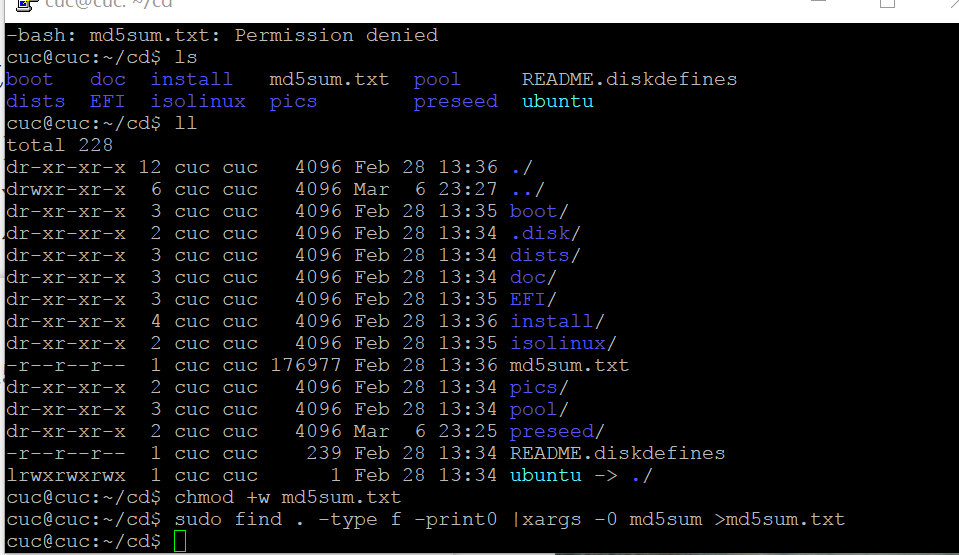 cuc@cuc: ~/cd
-bash: md5sum.txt: Permission denied
cuc@cuc:~/cd$ ls
boot   doc  install   md5sum.txt  pool     README.diskdefines
dists  EFI  isolinux  pics        preseed  ubuntu
cuc@cuc:~/cd$ ll
total 228
dr-xr-xr-x 12 cuc cuc   4096 Feb 28 13:36 ./
drwxr-xr-x  6 cuc cuc   4096 Mar  6 23:27 ../
dr-xr-xr-x  3 cuc cuc   4096 Feb 28 13:35 boot/
dr-xr-xr-x  2 cuc cuc   4096 Feb 28 13:34 .disk/
dr-xr-xr-x  3 cuc cuc   4096 Feb 28 13:34 dists/
dr-xr-xr-x  3 cuc cuc   4096 Feb 28 13:34 doc/
dr-xr-xr-x  3 cuc cuc   4096 Feb 28 13:35 EFI/
dr-xr-xr-x  4 cuc cuc   4096 Feb 28 13:36 install/
dr-xr-xr-x  2 cuc cuc   4096 Feb 28 13:35 isolinux/
-r--r--r--  1 cuc cuc 176977 Feb 28 13:36 md5sum.txt
dr-xr-xr-x  2 cuc cuc   4096 Feb 28 13:34 pics/
dr-xr-xr-x  3 cuc cuc   4096 Feb 28 13:34 pool/
dr-xr-xr-x  2 cuc cuc   4096 Mar  6 23:25 preseed/
-r--r--r--  1 cuc cuc    239 Feb 28 13:34 README.diskdefines
lrwxrwxrwx  1 cuc cuc      1 Feb 28 13:34 ubuntu -> ./
cuc@cuc:~/cd$ chmod +w md5sum.txt
cuc@cuc:~/cd$ sudo find . -type f -print0 |xargs -0 md5sum >md5sum.txt
cuc@cuc:~/cd$